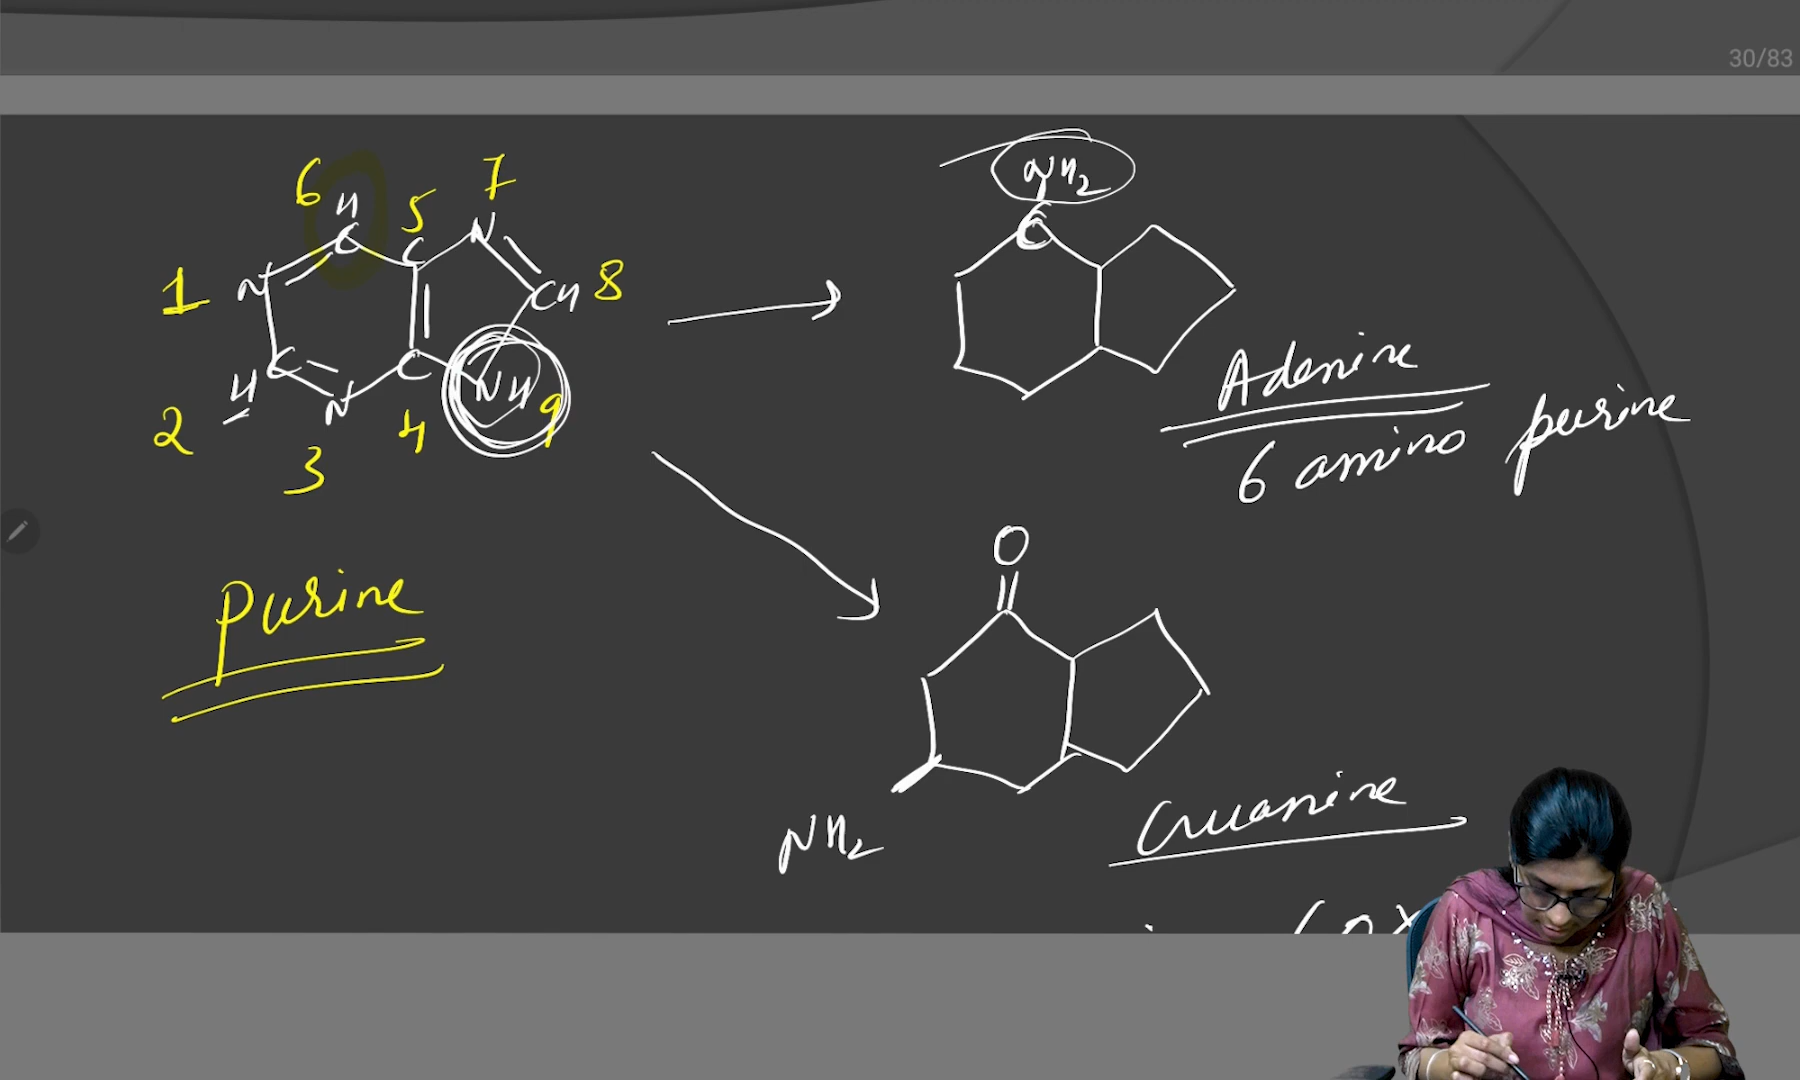 30/83
6 7
H 5
C C N
1 N CH 8
H C N C NH 9
2 3 4
Purine
NH2
C
Adenine
6 amino purine
O
NH2
Guanine